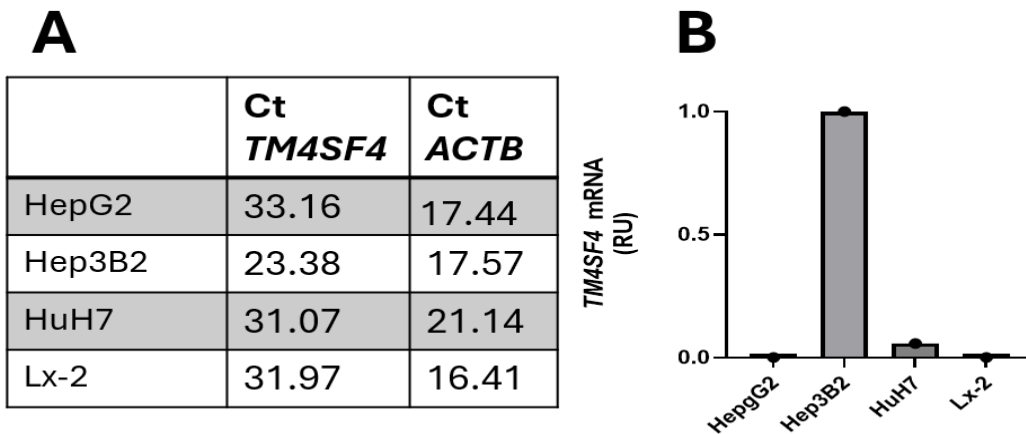 A
Ct TM4SF4
Ct ACTB
HepG2 33.16 17.44
Hep3B2 23.38 17.57
HuH7 31.07 21.14
Lx-2 31.97 16.41
B
TM4SF4 mRNA
(RU)
1.0
0.5
0.0
HepgG2
Hep3B2
HuH7
Lx-2